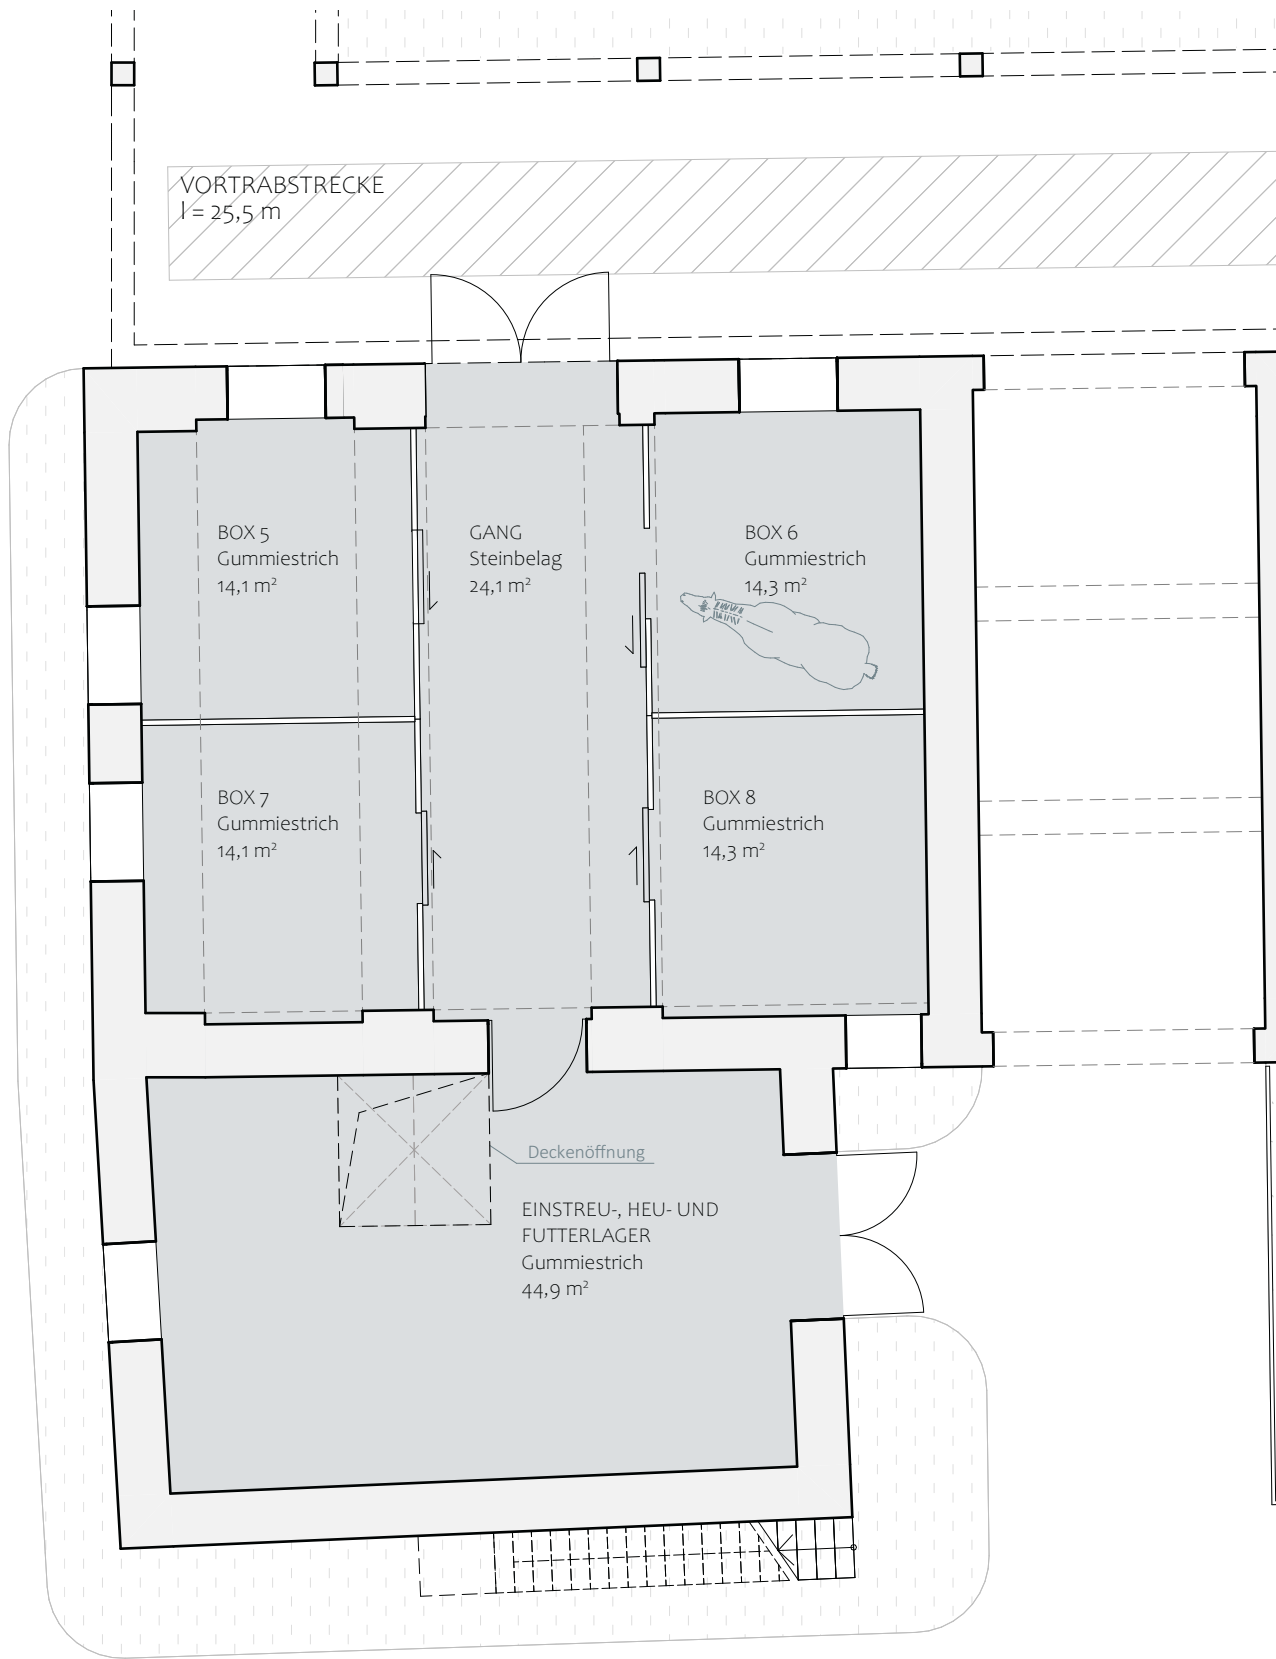 VORTRABSTRECKE
l = 25,5 m
BOX 5
Gummiestrich
14,1 m²
GANG
Steinbelag
24,1 m²
BOX 6
Gummiestrich
14,3 m²
BOX 7
Gummiestrich
14,1 m²
BOX 8
Gummiestrich
14,3 m²
Deckenöffnung
EINSTREU-, HEU- UND
FUTTERLAGER
Gummiestrich
44,9 m²